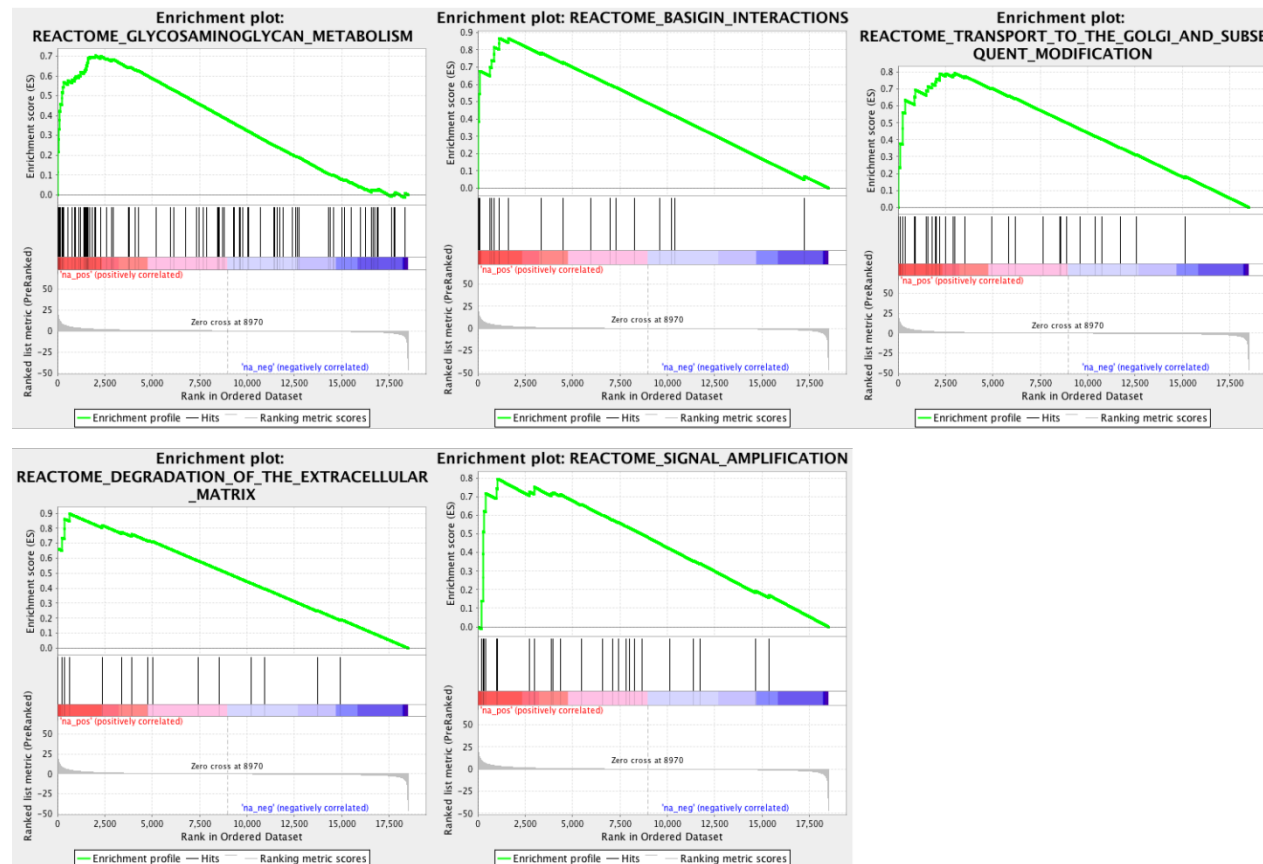 Enrichment plot:
REACTOME_GLYCOSAMINOGLYCAN_METABOLISM
Enrichment score (ES)
0.7
0.6
0.5
0.4
0.3
0.2
0.1
0.0
'na_pos' (positively correlated)
Ranked list metric (PreRanked)
50
25
0
−25
−50
Zero cross at 8970
'na_neg' (negatively correlated)
0
2,500
5,000
7,500
10,000
12,500
15,000
17,500
Rank in Ordered Dataset
Enrichment profile
Hits
Ranking metric scores
Enrichment plot: REACTOME_BASIGIN_INTERACTIONS
Enrichment score (ES)
0.9
0.8
0.7
0.6
0.5
0.4
0.3
0.2
0.1
0.0
'na_pos' (positively correlated)
Ranked list metric (PreRanked)
50
25
0
−25
−50
Zero cross at 8970
'na_neg' (negatively correlated)
0
2,500
5,000
7,500
10,000
12,500
15,000
17,500
Rank in Ordered Dataset
Enrichment profile
Hits
Ranking metric scores
Enrichment plot:
REACTOME_TRANSPORT_TO_THE_GOLGI_AND_SUBSE
QUENT_MODIFICATION
Enrichment score (ES)
0.8
0.7
0.6
0.5
0.4
0.3
0.2
0.1
0.0
'na_pos' (positively correlated)
Ranked list metric (PreRanked)
50
25
0
−25
−50
Zero cross at 8970
'na_neg' (negatively correlated)
0
2,500
5,000
7,500
10,000
12,500
15,000
17,500
Rank in Ordered Dataset
Enrichment profile
Hits
Ranking metric scores
Enrichment plot:
REACTOME_DEGRADATION_OF_THE_EXTRACELLULAR
_MATRIX
Enrichment score (ES)
0.9
0.8
0.7
0.6
0.5
0.4
0.3
0.2
0.1
0.0
'na_pos' (positively correlated)
Ranked list metric (PreRanked)
50
25
0
−25
−50
Zero cross at 8970
'na_neg' (negatively correlated)
0
2,500
5,000
7,500
10,000
12,500
15,000
17,500
Rank in Ordered Dataset
Enrichment profile
Hits
Ranking metric scores
Enrichment plot: REACTOME_SIGNAL_AMPLIFICATION
Enrichment score (ES)
0.8
0.7
0.6
0.5
0.4
0.3
0.2
0.1
0.0
'na_pos' (positively correlated)
Ranked list metric (PreRanked)
50
25
0
−25
−50
Zero cross at 8970
'na_neg' (negatively correlated)
0
2,500
5,000
7,500
10,000
12,500
15,000
17,500
Rank in Ordered Dataset
Enrichment profile
Hits
Ranking metric scores